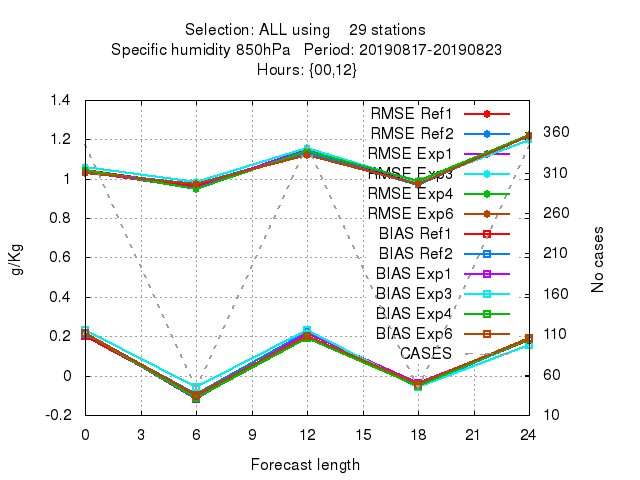 Selection: ALL using 29 stations
Specific humidity 850hPa Period: 20190817-20190823
Hours: {00,12}
1.4
1.2
1
0.8
0.6
0.4
0.2
0
-0.2
g/Kg
RMSE Ref1
RMSE Ref2
RMSE Exp1
RMSE Exp3
RMSE Exp4
RMSE Exp6
BIAS Ref1
BIAS Ref2
BIAS Exp1
BIAS Exp3
BIAS Exp4
BIAS Exp6
CASES
360
310
260
210
160
110
60
10
No cases
0 3 6 9 12 15 18 21 24
Forecast length